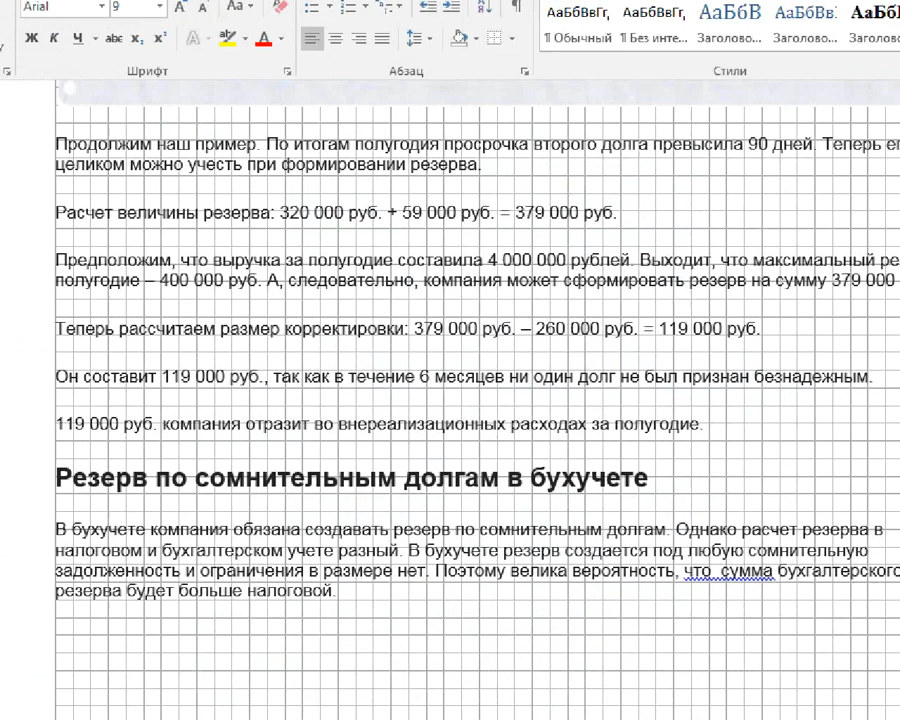 Arial 9 Aa ¶ АаБбВвГг, АаБбВвГг, АаБбВ АаБбВв: АаБб
Ж К Ч abc x₂ x² A А ¶ Обычный ¶ Без инте... Заголово... Заголово... Заголово
Шрифт Абзац Стили
Продолжим наш пример. По итогам полугодия просрочка второго долга превысила 90 дней. Теперь ег
целиком можно учесть при формировании резерва.
Расчет величины резерва: 320 000 руб. + 59 000 руб. = 379 000 руб.
Предположим, что выручка за полугодие составила 4 000 000 рублей. Выходит, что максимальный ре
полугодие – 400 000 руб. А, следовательно, компания может сформировать резерв на сумму 379 000
Теперь рассчитаем размер корректировки: 379 000 руб. – 260 000 руб. = 119 000 руб.
Он составит 119 000 руб., так как в течение 6 месяцев ни один долг не был признан безнадежным.
119 000 руб. компания отразит во внереализационных расходах за полугодие.
Резерв по сомнительным долгам в бухучете
В бухучете компания обязана создавать резерв по сомнительным долгам. Однако расчет резерва в
налоговом и бухгалтерском учете разный. В бухучете резерв создается под любую сомнительную
задолженность и ограничения в размере нет. Поэтому велика вероятность, что сумма бухгалтерского
резерва будет больше налоговой.